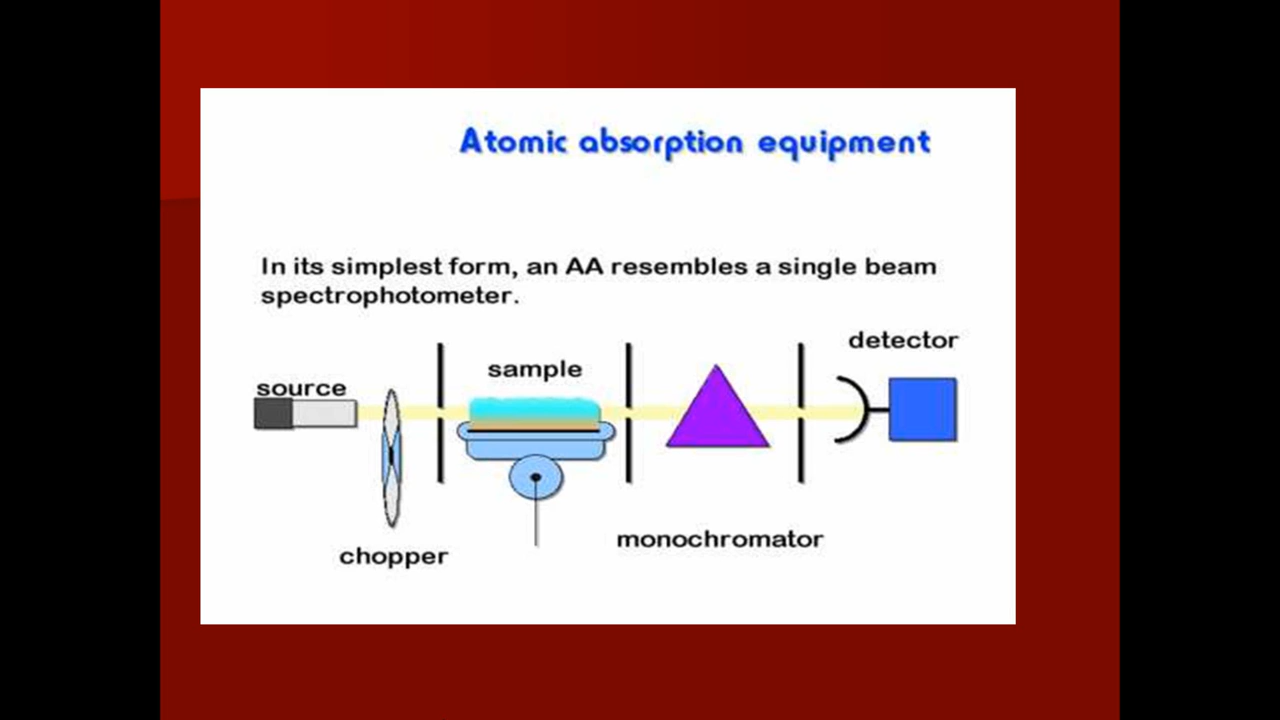 Atomic absorption equipment
In its simplest form, an AA resembles a single beam
spectrophotometer.
detector
sample
source
monochromator
chopper